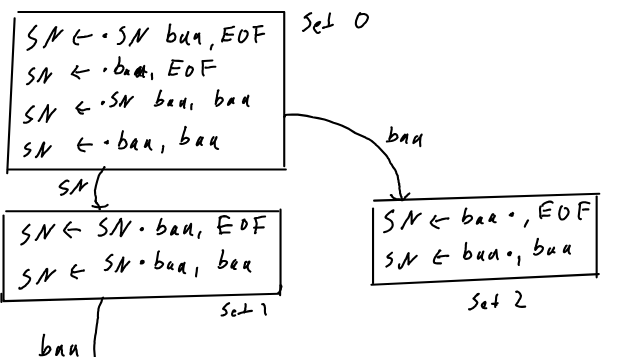 SN ← • SN baa, EOF
SN ← • baa, EOF
SN ← • SN baa, baa
SN ← • baa, baa
Set 0
baa
SN
SN ← SN • baa, EOF
SN ← SN • baa, baa
Set 1
SN ← baa •, EOF
SN ← baa •, baa
Set 2
baa